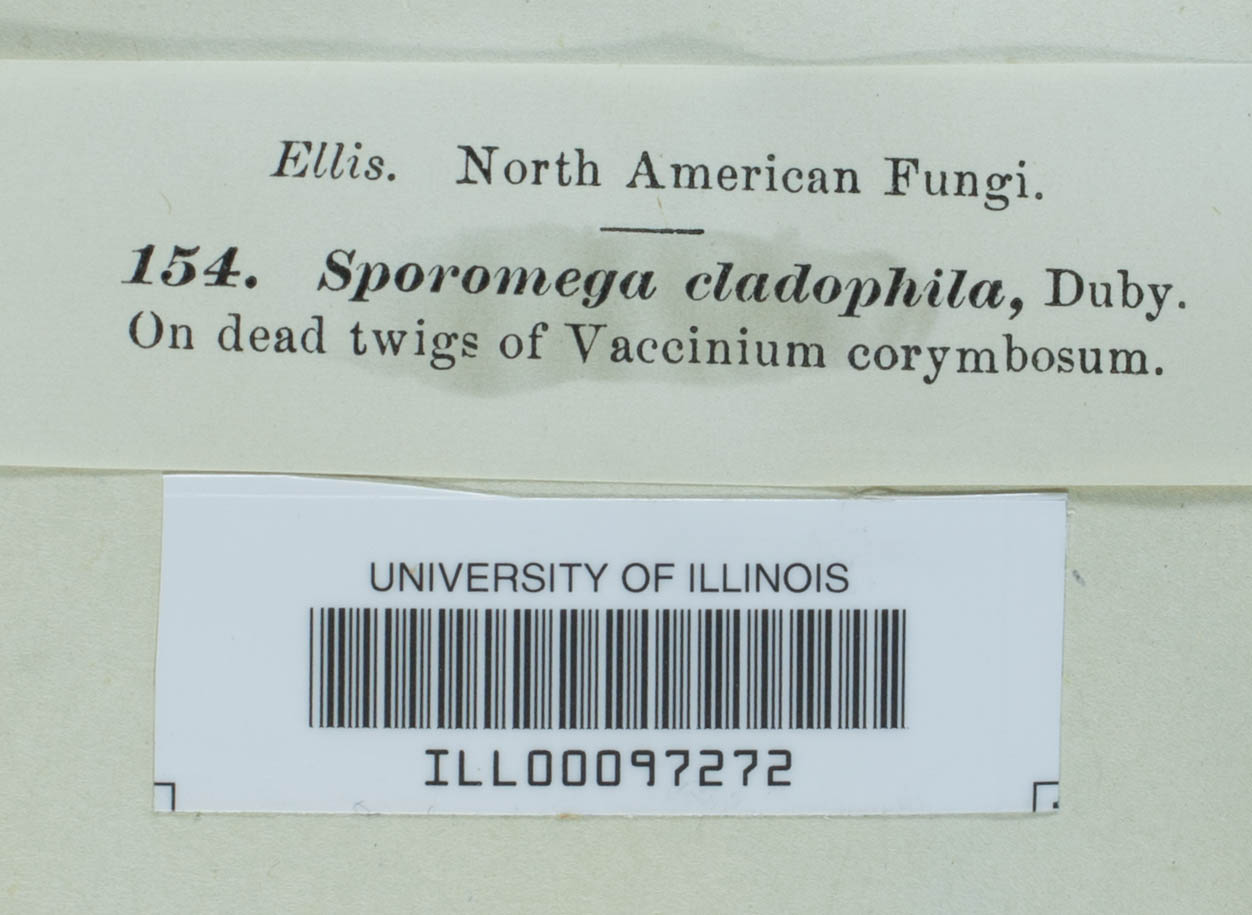 Ellis. North American Fungi.
154. Sporomega cladophila, Duby.
On dead twigs of Vaccinium corymbosum.
UNIVERSITY OF ILLINOIS
ILL00097272